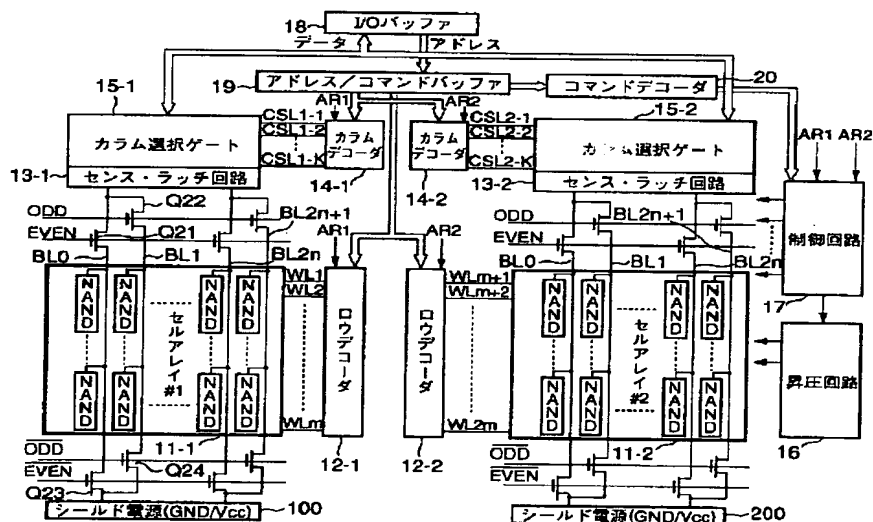 18
I/Oバッファ
データ
アドレス
19
アドレス/コマンドバッファ
コマンドデコーダ
20
15-1
カラム選択ゲート
13-1
センス・ラッチ回路
CSL1-1
CSL1-2
CSL1-K
AR1
カラムデコーダ
14-1
AR2
カラムデコーダ
14-2
CSL2-1
CSL2-2
CSL2-K
13-2
15-2
カラム選択ゲート
センス・ラッチ回路
AR1 AR2
制御回路
17
昇圧回路
16
ODD
EVEN
Q22
Q21
BL2n+1
BL0
BL1
BL2n
NAND
NAND
NAND
NAND
NAND
NAND
NAND
NAND
セルアレイ#1
11-1
WL1
WL2
WLm
AR1
ロウデコーダ
12-1
AR2
ロウデコーダ
12-2
WLm+1
WLm+2
WL2m
ODD
EVEN
BL2n+1
BL0
BL1
BL2n
NAND
NAND
NAND
NAND
NAND
NAND
NAND
NAND
セルアレイ#2
11-2
O̅D̅D̅
E̅V̅E̅N̅
Q24
Q23
シールド電源(GND/Vcc)
100
O̅D̅D̅
E̅V̅E̅N̅
シールド電源(GND/Vcc)
200